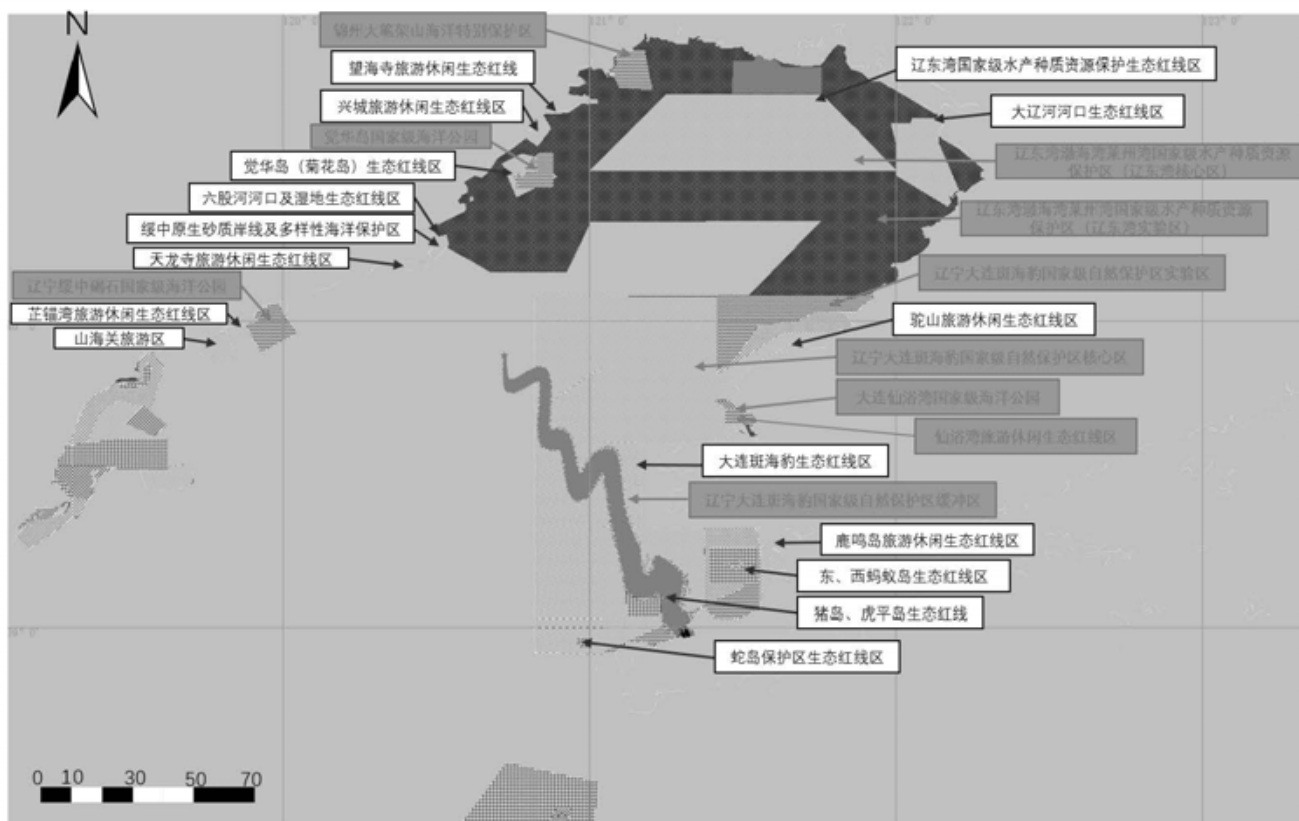 120° 0′
121° 0′
122° 0′
123° 0′
N
锦州大笔架山海洋特别保护区
望海寺旅游休闲生态红线
兴城旅游休闲生态红线区
觉华岛国家级海洋公园
觉华岛（菊花岛）生态红线区
六股河河口及湿地生态红线区
绥中原生砂质岸线及多样性海洋保护区
天龙寺旅游休闲生态红线区
辽宁绥中碣石国家级海洋公园
芷锚湾旅游休闲生态红线区
山海关旅游区
辽东湾国家级水产种质资源保护生态红线区
大辽河河口生态红线区
辽东湾渤海湾莱州湾国家级水产种质资源
保护区（辽东湾核心区）
辽东湾渤海湾莱州湾国家级水产种质资源
保护区（辽东湾实验区）
辽宁大连斑海豹国家级自然保护区实验区
驼山旅游休闲生态红线区
辽宁大连斑海豹国家级自然保护区核心区
大连仙浴湾国家级海洋公园
仙浴湾旅游休闲生态红线区
大连斑海豹生态红线区
辽宁大连斑海豹国家级自然保护区缓冲区
鹿鸣岛旅游休闲生态红线区
东、西蚂蚁岛生态红线区
猪岛、虎平岛生态红线
蛇岛保护区生态红线区
0 10 30 50 70